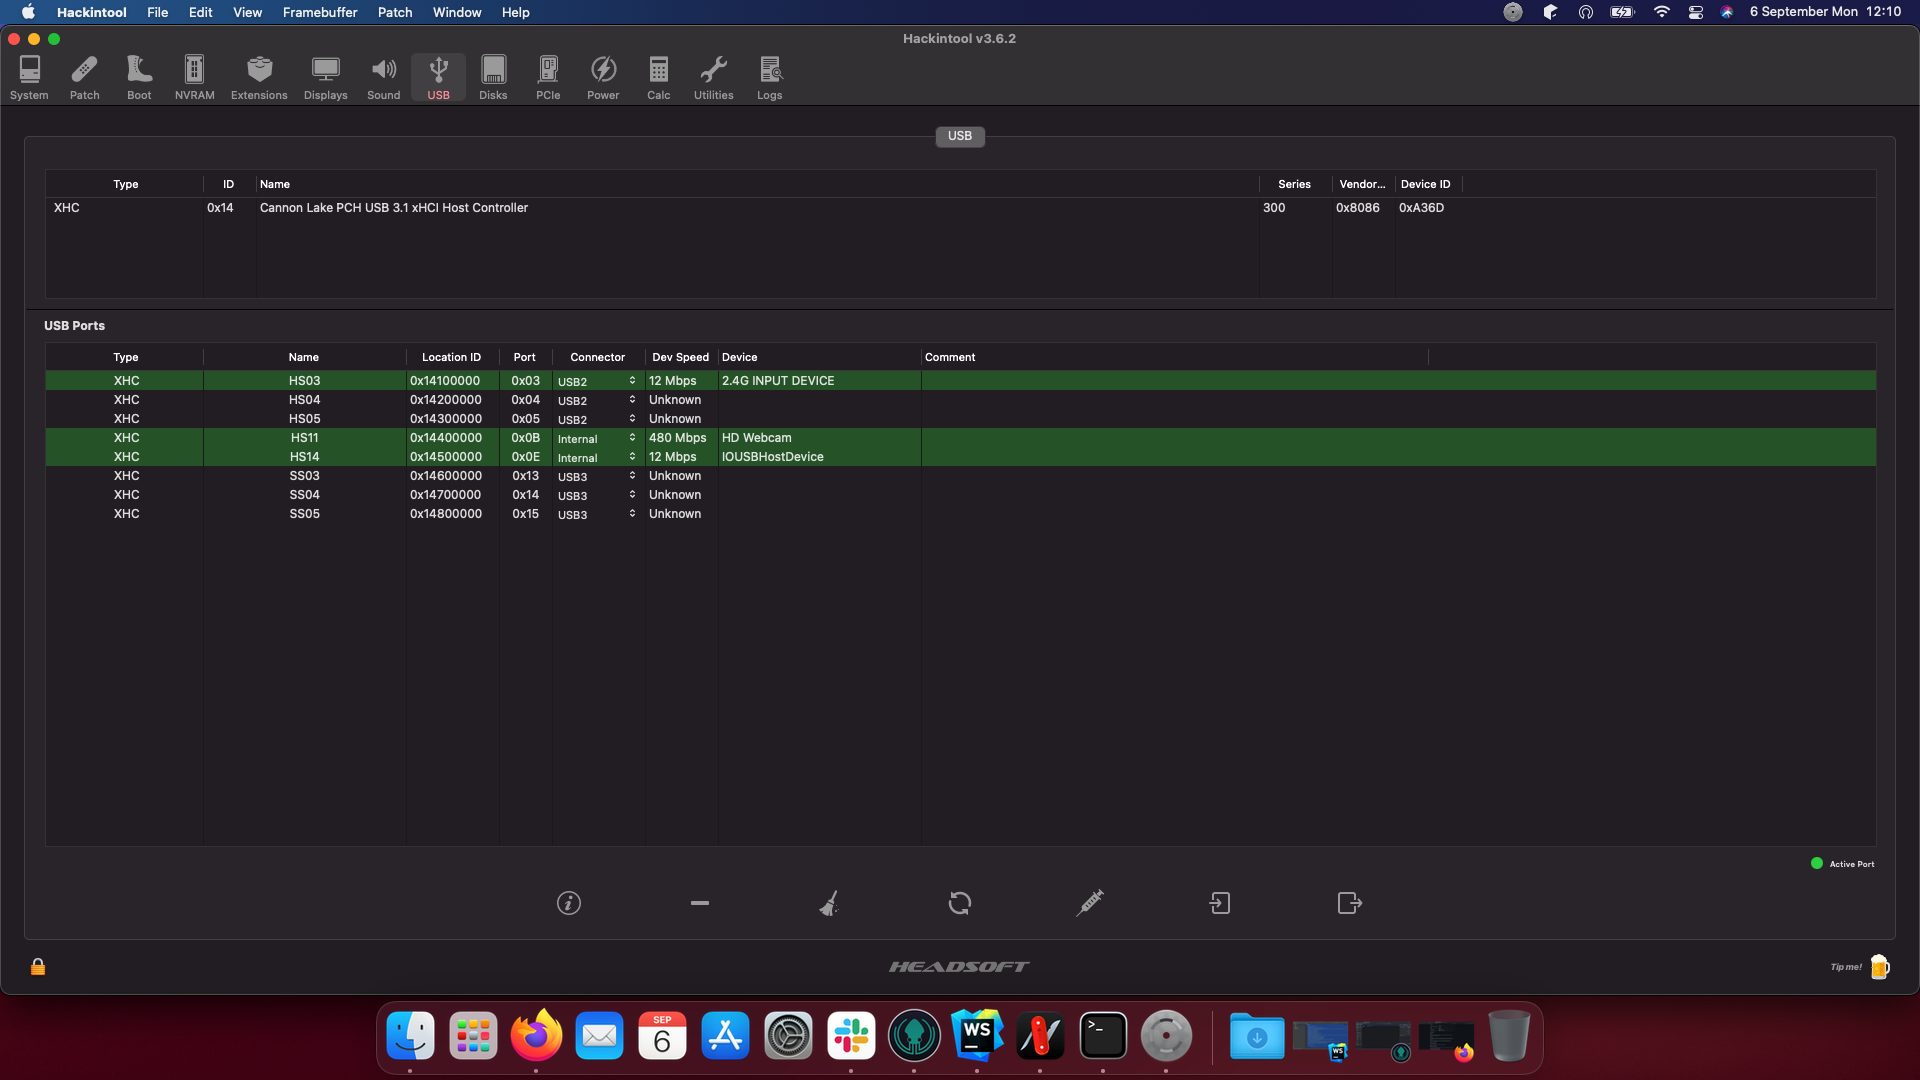 Hackintool File Edit View Framebuffer Patch Window Help 6 September Mon 12:10
Hackintool v3.6.2
System Patch Boot NVRAM Extensions Displays Sound USB Disks PCIe Power Calc Utilities Logs
USB
Type ID Name Series Vendor... Device ID
XHC 0x14 Cannon Lake PCH USB 3.1 xHCI Host Controller 300 0x8086 0xA36D
USB Ports
Type Name Location ID Port Connector Dev Speed Device Comment
XHC HS03 0x14100000 0x03 USB2 12 Mbps 2.4G INPUT DEVICE
XHC HS04 0x14200000 0x04 USB2 Unknown
XHC HS05 0x14300000 0x05 USB2 Unknown
XHC HS11 0x14400000 0x0B Internal 480 Mbps HD Webcam
XHC HS14 0x14500000 0x0E Internal 12 Mbps IOUSBHostDevice
XHC SS03 0x14600000 0x13 USB3 Unknown
XHC SS04 0x14700000 0x14 USB3 Unknown
XHC SS05 0x14800000 0x15 USB3 Unknown
Active Port
HEADSOFT
Tip me!
SEP
6
WS
>_
WS